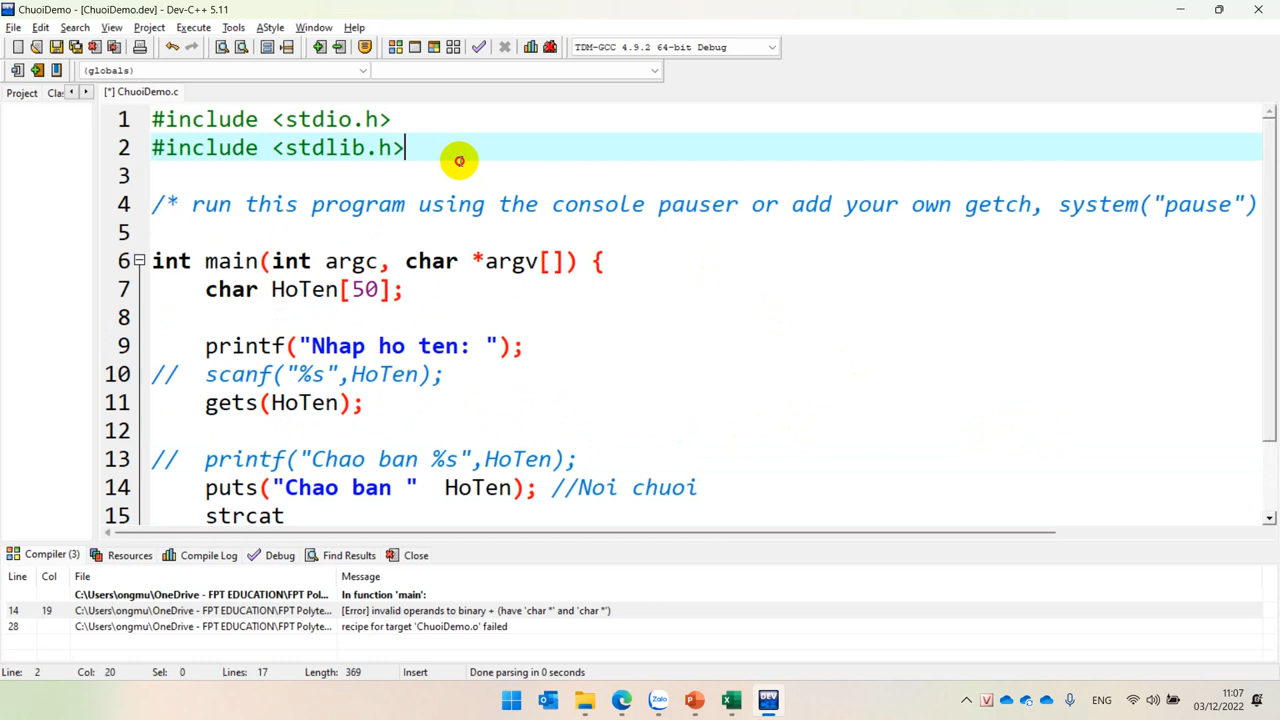 ChuoiDemo - [ChuoiDemo.dev] - Dev-C++ 5.11
File Edit Search View Project Execute Tools AStyle Window Help
TDM-GCC 4.9.2 64-bit Debug
(globals)
Project Cla: [*] ChuoiDemo.c
1 #include <stdio.h>
2 #include <stdlib.h>
3
4 /* run this program using the console pauser or add your own getch, system("pause")
5
6 int main(int argc, char *argv[]) {
7 char HoTen[50];
8
9 printf("Nhap ho ten: ");
10 // scanf("%s",HoTen);
11 gets(HoTen);
12
13 // printf("Chao ban %s",HoTen);
14 puts("Chao ban " HoTen); //Noi chuoi
15 strcat
Compiler (3) Resources Compile Log Debug Find Results Close
Line Col File Message
C:\Users\ongmu\OneDrive - FPT EDUCATION\FPT Pol... In function 'main':
14 19 C:\Users\ongmu\OneDrive - FPT EDUCATION\FPT Polyte... [Error] invalid operands to binary + (have 'char *' and 'char *')
28 C:\Users\ongmu\OneDrive - FPT EDUCATION\FPT Polyte... recipe for target 'ChuoiDemo.o' failed
Line: 2 Col: 20 Sel: 0 Lines: 17 Length: 369 Insert Done parsing in 0 seconds
Zalo DEV ENG 11:07
03/12/2022